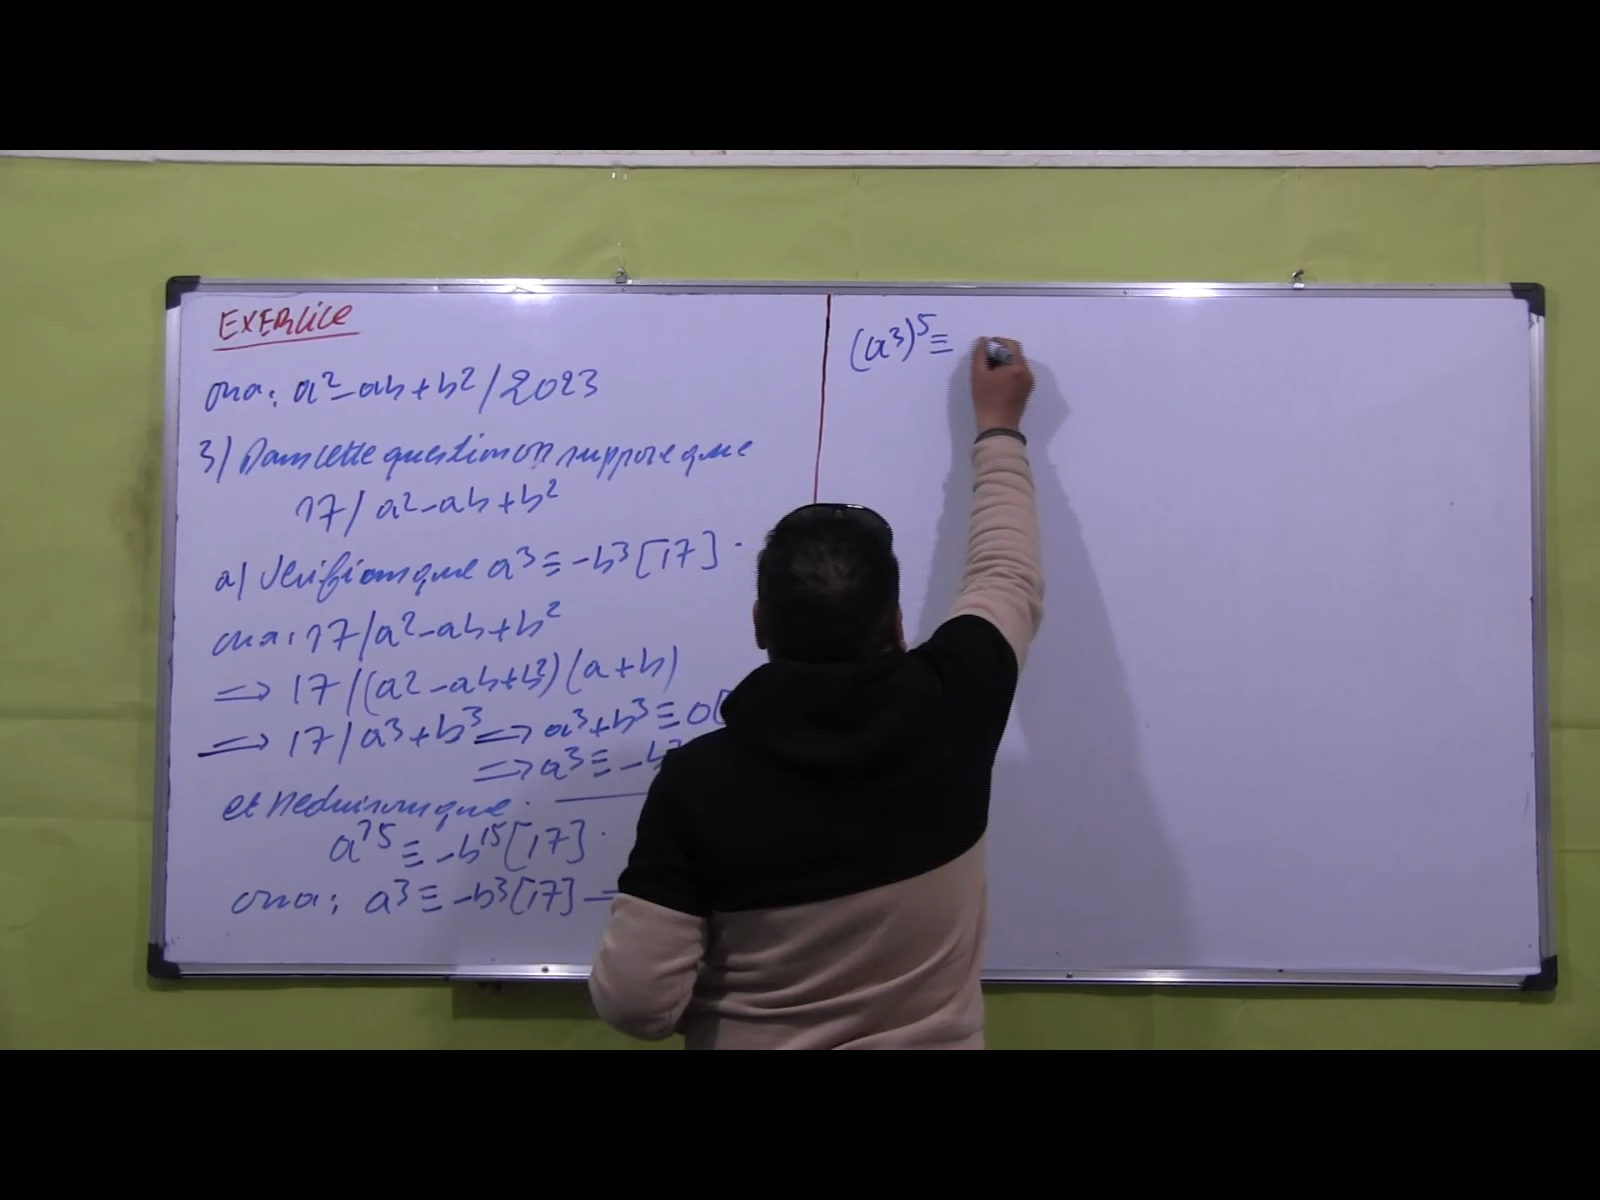 EXERCICE
on a: a² - ab + b² / 2023
3) Dans cette question on suppose que
17 / a² - ab + b²
a) Vérifions que a³ ≡ -b³ [17] .
on a: 17 / a² - ab + b²
⟹ 17 / (a² - ab + b²) (a + b)
⟹ 17 / a³ + b³ ⟹ a³ + b³ ≡ 0 [
⟹ a³ ≡ -b³
et déduisons que .
a¹⁵ ≡ -b¹⁵ [17] .
on a: a³ ≡ -b³ [17]
(a³)⁵ ≡